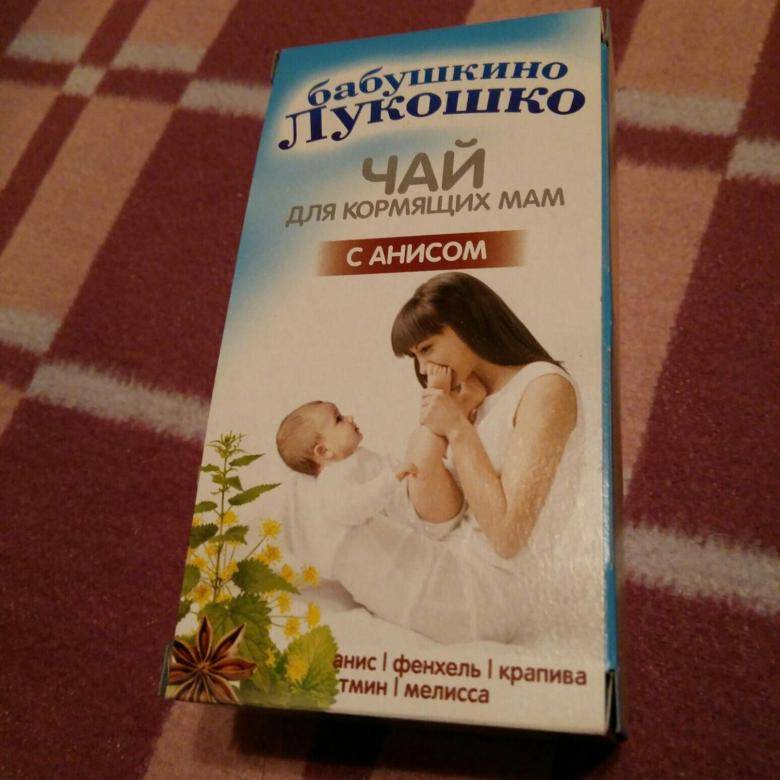 бабушкино
Лукошко
ЧАЙ
ДЛЯ КОРМЯЩИХ МАМ
С АНИСОМ
анис | фенхель | крапива
тмин | мелисса